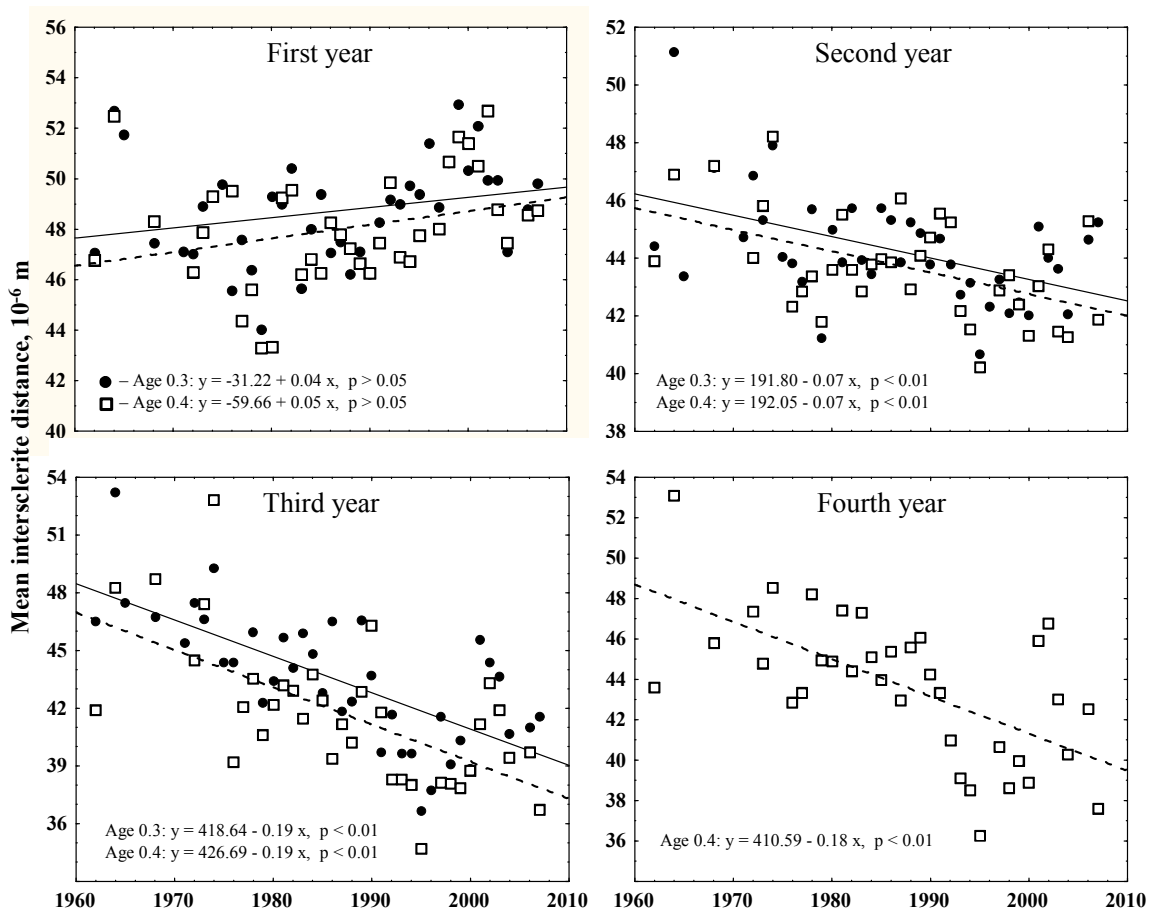 Mean intersclerite distance, 10⁻⁶ m
First year
56
54
52
50
48
46
44
42
40
– Age 0.3: y = -31.22 + 0.04 x, p > 0.05
– Age 0.4: y = -59.66 + 0.05 x, p > 0.05
Second year
52
50
48
46
44
42
40
38
Age 0.3: y = 191.80 - 0.07 x, p < 0.01
Age 0.4: y = 192.05 - 0.07 x, p < 0.01
Third year
54
51
48
45
42
39
36
Age 0.3: y = 418.64 - 0.19 x, p < 0.01
Age 0.4: y = 426.69 - 0.19 x, p < 0.01
1960 1970 1980 1990 2000 2010
Fourth year
54
52
50
48
46
44
42
40
38
36
Age 0.4: y = 410.59 - 0.18 x, p < 0.01
1960 1970 1980 1990 2000 2010